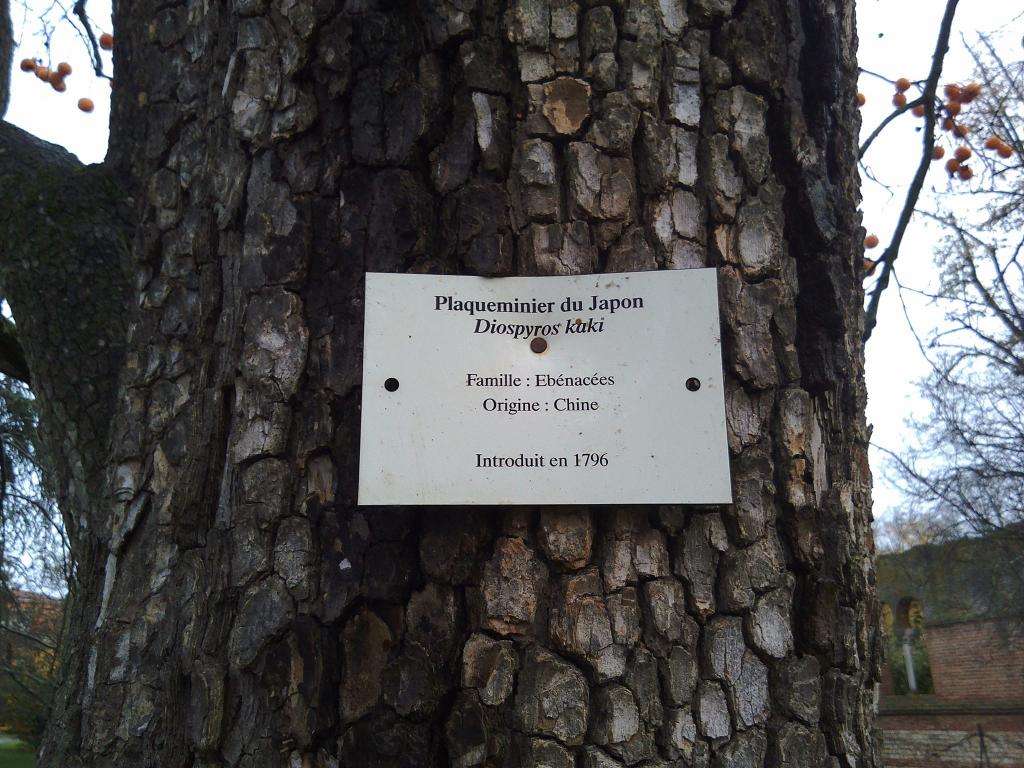 Plaqueminier du Japon
Diospyros kaki
Famille : Ebénacées
Origine : Chine
Introduit en 1796